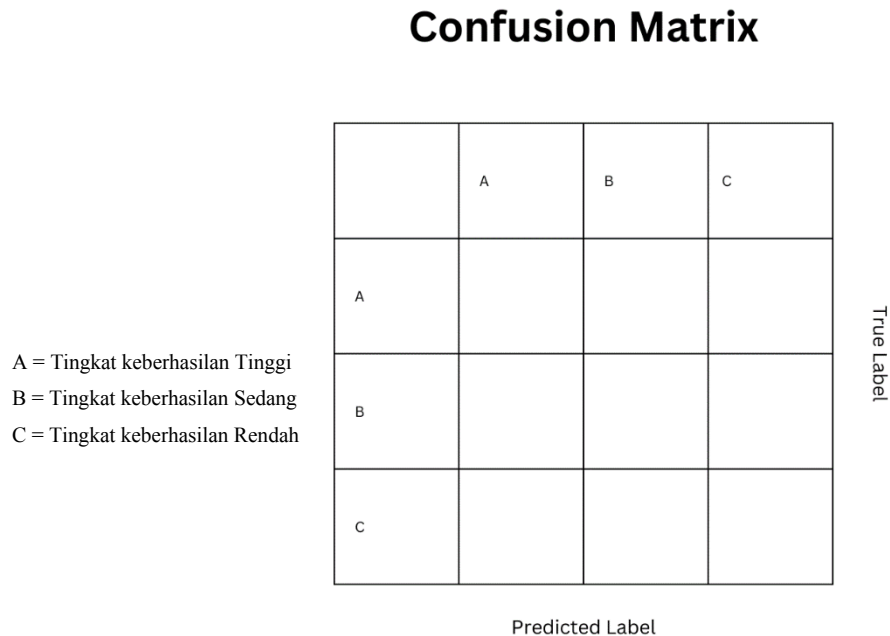 Confusion Matrix
A B C
A
A = Tingkat keberhasilan Tinggi
B = Tingkat keberhasilan Sedang
B
C = Tingkat keberhasilan Rendah
C
True Label
Predicted Label